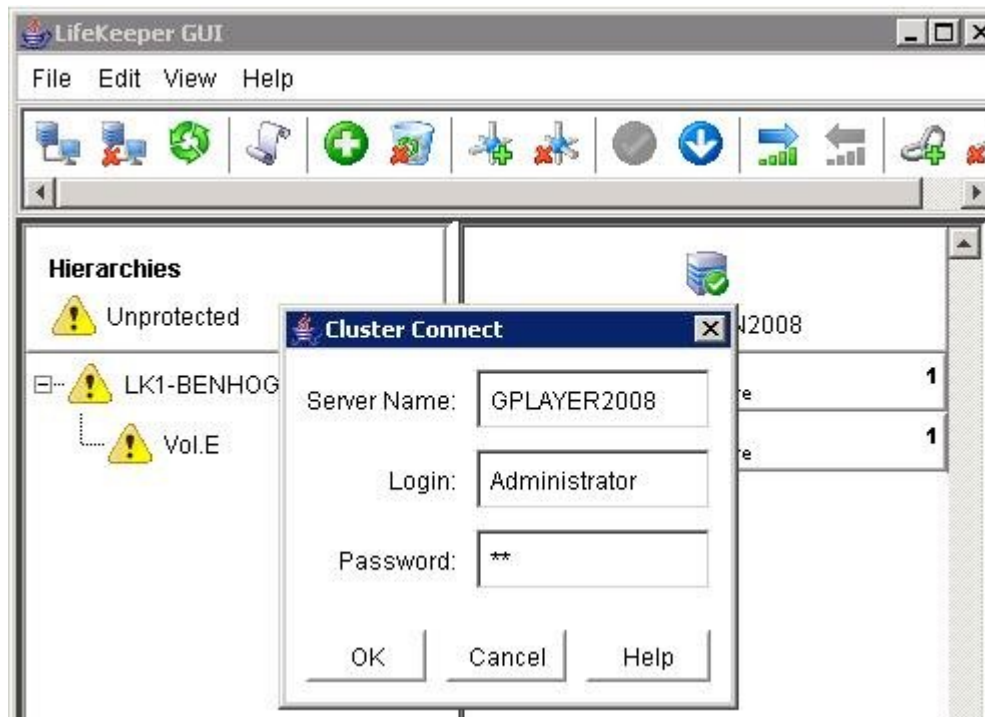 LifeKeeper GUI
File Edit View Help
Hierarchies
Unprotected
LK1-BENHOG
1
Vol.E
1
Cluster Connect
Server Name: GPLAYER2008
Login: Administrator
Password: **
OK Cancel Help